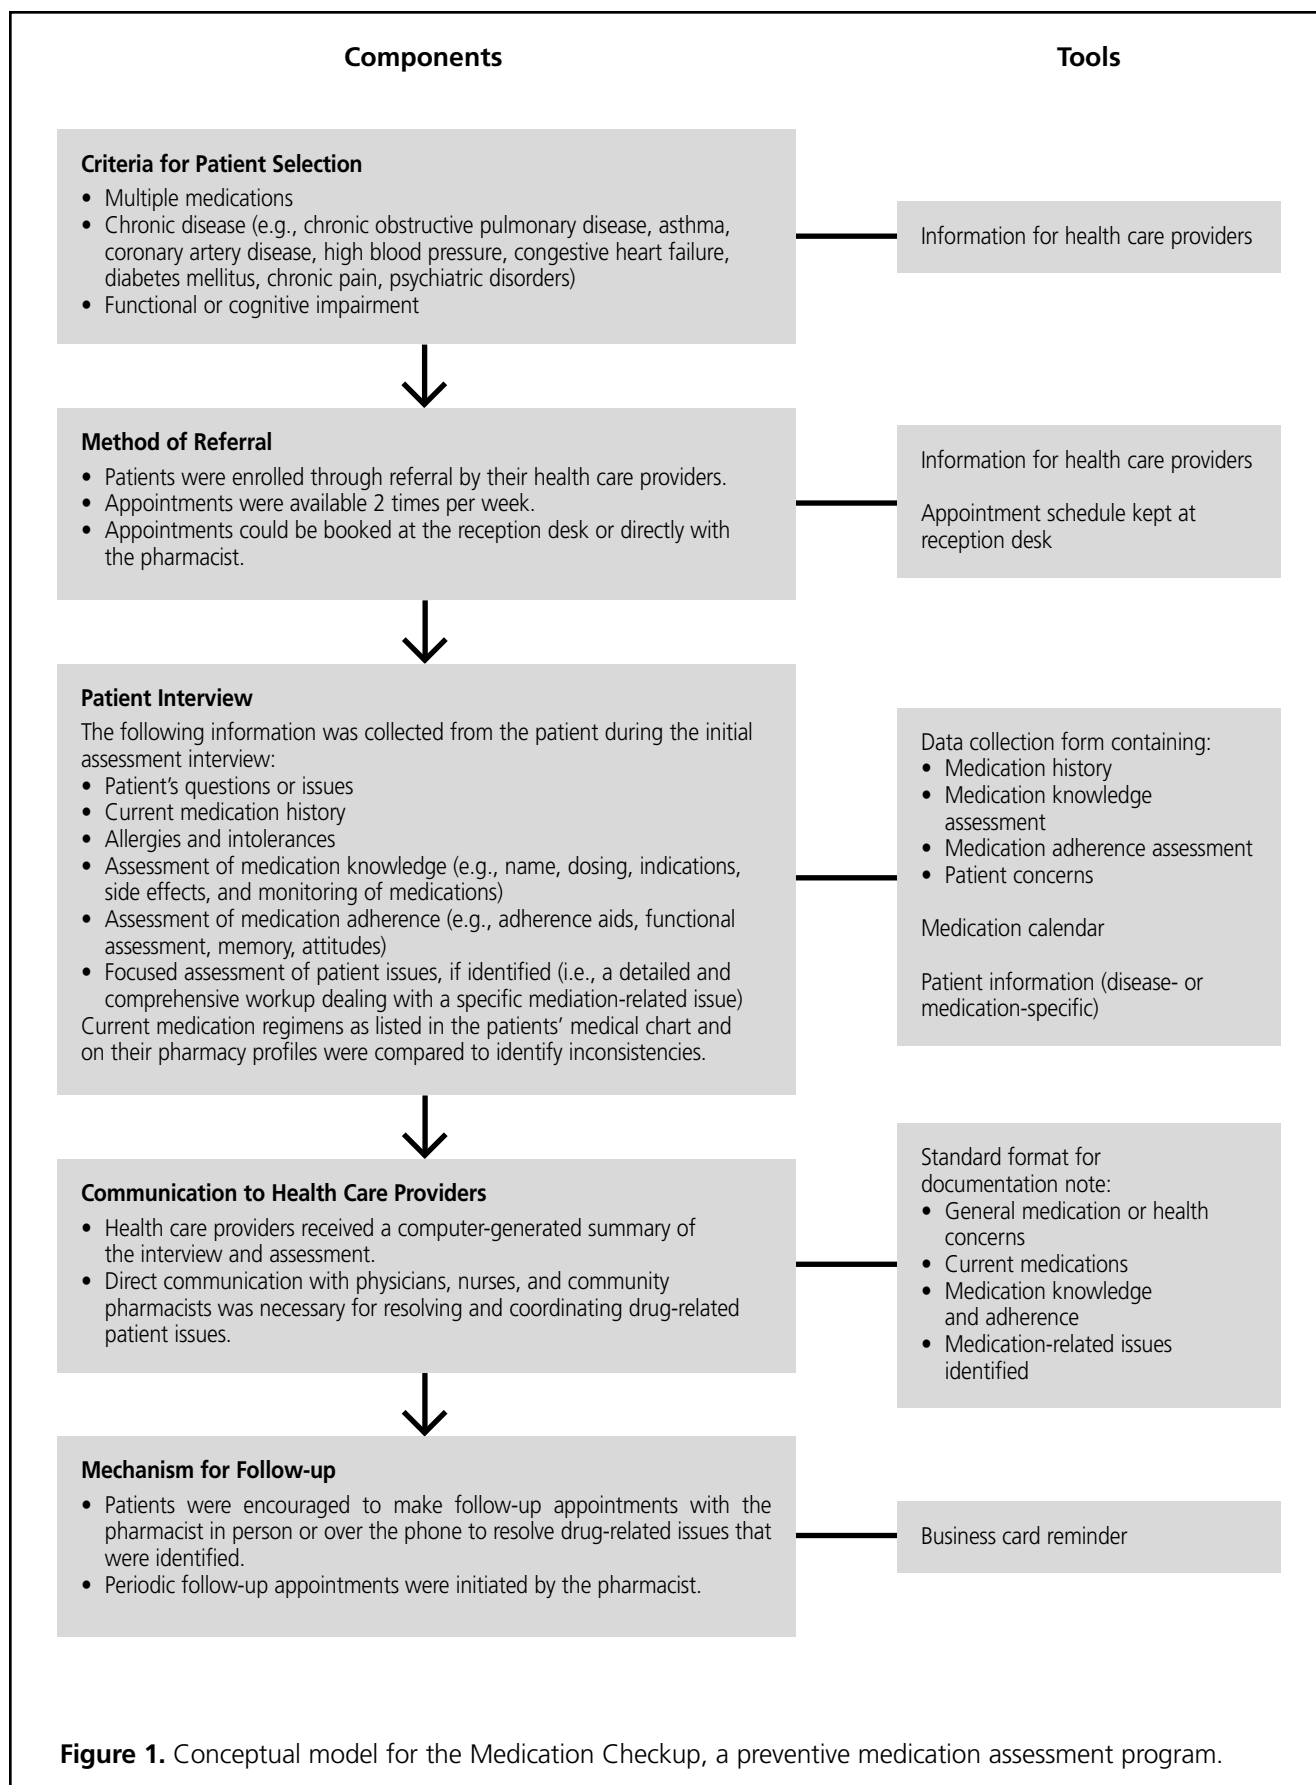 Components
Tools
Criteria for Patient Selection
• Multiple medications
• Chronic disease (e.g., chronic obstructive pulmonary disease, asthma,
coronary artery disease, high blood pressure, congestive heart failure,
diabetes mellitus, chronic pain, psychiatric disorders)
• Functional or cognitive impairment
Information for health care providers
Method of Referral
• Patients were enrolled through referral by their health care providers.
• Appointments were available 2 times per week.
• Appointments could be booked at the reception desk or directly with
the pharmacist.
Information for health care providers
Appointment schedule kept at
reception desk
Patient Interview
The following information was collected from the patient during the initial
assessment interview:
• Patient’s questions or issues
• Current medication history
• Allergies and intolerances
• Assessment of medication knowledge (e.g., name, dosing, indications,
side effects, and monitoring of medications)
• Assessment of medication adherence (e.g., adherence aids, functional
assessment, memory, attitudes)
• Focused assessment of patient issues, if identified (i.e., a detailed and
comprehensive workup dealing with a specific mediation-related issue)
Current medication regimens as listed in the patients’ medical chart and
on their pharmacy profiles were compared to identify inconsistencies.
Data collection form containing:
• Medication history
• Medication knowledge
assessment
• Medication adherence assessment
• Patient concerns
Medication calendar
Patient information (disease- or
medication-specific)
Communication to Health Care Providers
• Health care providers received a computer-generated summary of
the interview and assessment.
• Direct communication with physicians, nurses, and community
pharmacists was necessary for resolving and coordinating drug-related
patient issues.
Standard format for
documentation note:
• General medication or health
concerns
• Current medications
• Medication knowledge
and adherence
• Medication-related issues
identified
Mechanism for Follow-up
• Patients were encouraged to make follow-up appointments with the
pharmacist in person or over the phone to resolve drug-related issues that
were identified.
• Periodic follow-up appointments were initiated by the pharmacist.
Business card reminder
Figure 1. Conceptual model for the Medication Checkup, a preventive medication assessment program.